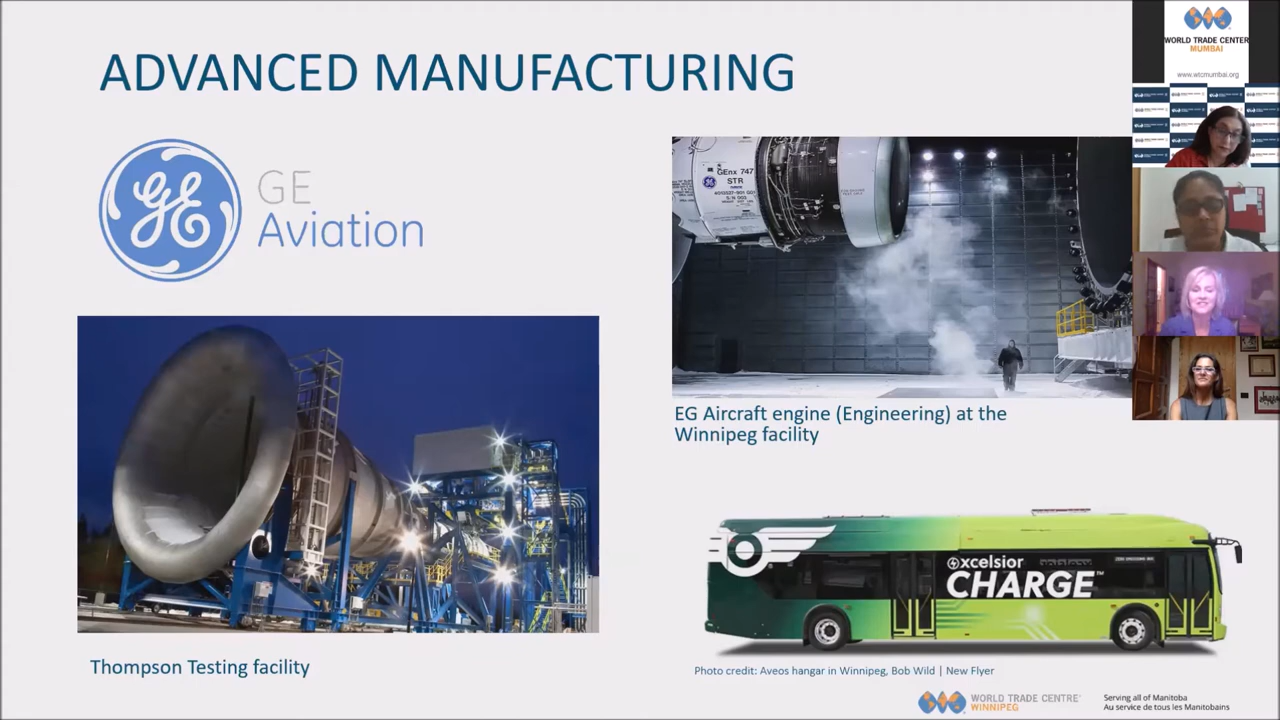 ADVANCED MANUFACTURING
GE
GE
Aviation
GEnx 747
STR
EG Aircraft engine (Engineering) at the
Winnipeg facility
Thompson Testing facility
xcelsior
CHARGE™
Photo credit: Aveos hangar in Winnipeg, Bob Wild | New Flyer
WORLD TRADE CENTRE
WINNIPEG
Serving all of Manitoba
Au service de tous les Manitobains
WORLD TRADE CENTER
MUMBAI
www.wtcmumbai.org